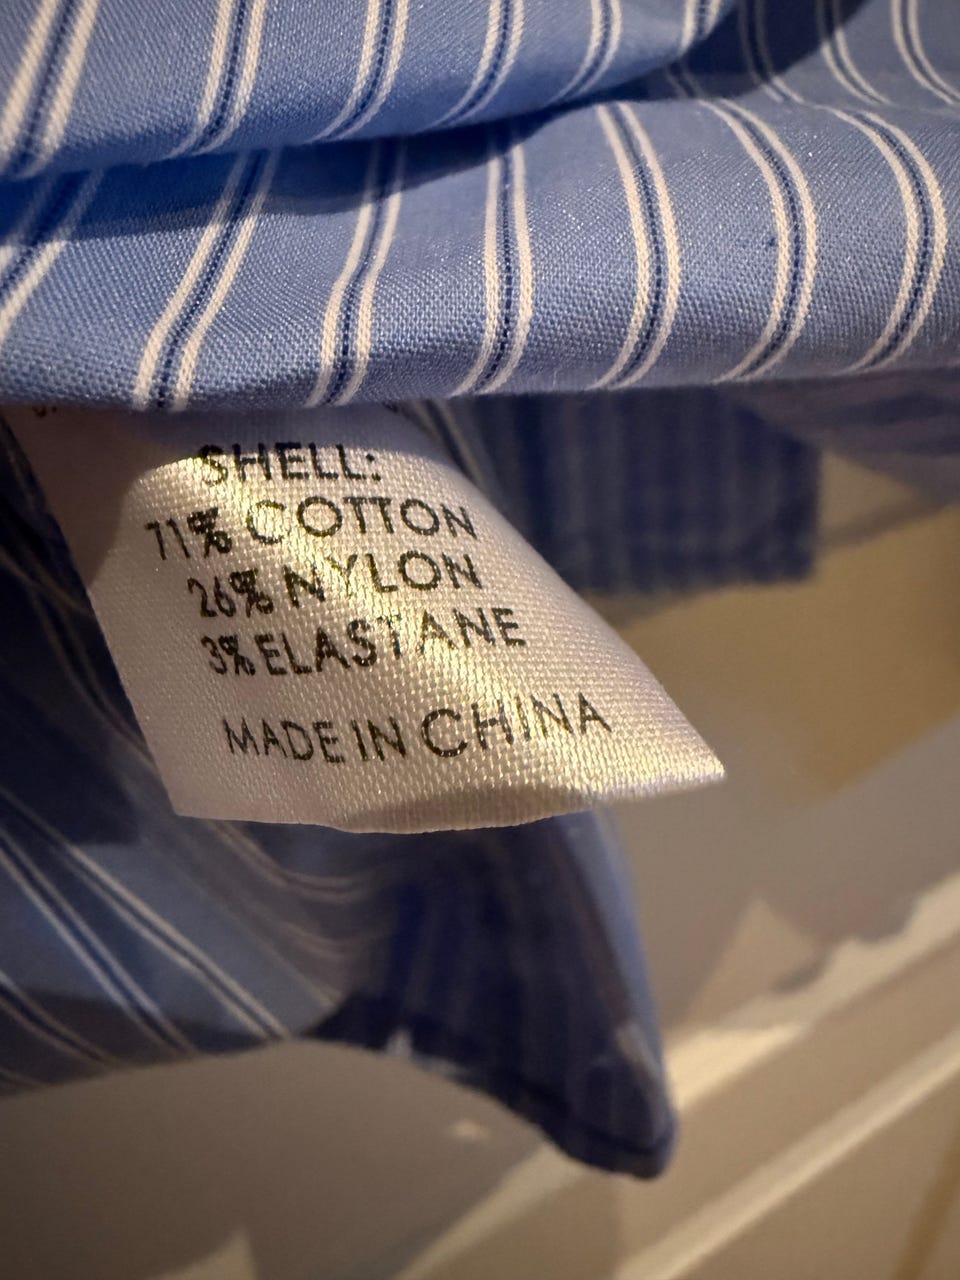 SHELL:
71% COTTON
26% NYLON
3% ELASTANE
MADE IN CHINA